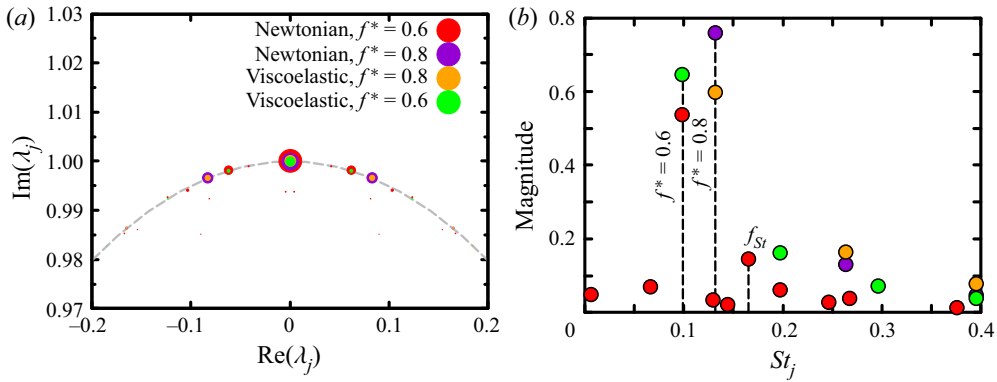 (a)
1.03
1.02
1.01
1.00
0.99
0.98
0.97
Im(λj)
Newtonian, f* = 0.6
Newtonian, f* = 0.8
Viscoelastic, f* = 0.8
Viscoelastic, f* = 0.6
−0.2 −0.1 0 0.1 0.2
Re(λj)
(b)
0.8
0.6
0.4
0.2
Magnitude
f* = 0.6
f* = 0.8
fSt
0 0.1 0.2 0.3 0.4
Stj